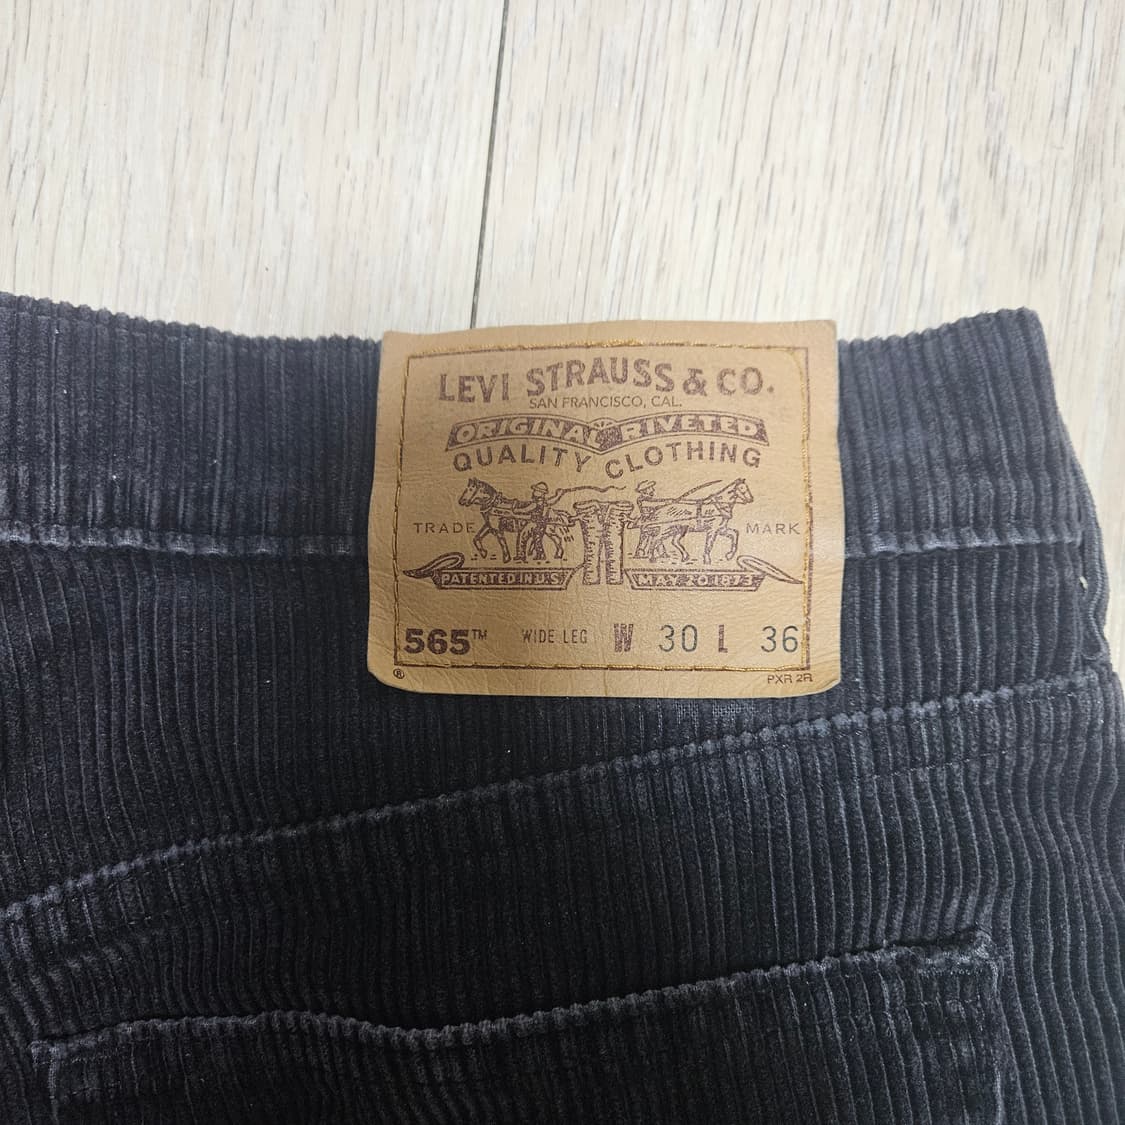 LEVI STRAUSS & CO.
SAN FRANCISCO, CAL.
ORIGINAL RIVETED
QUALITY CLOTHING
TRADE MARK
PATENTED IN U.S. MAY 20 1873
565™ WIDE LEG W 30 L 36
® PXR 2R